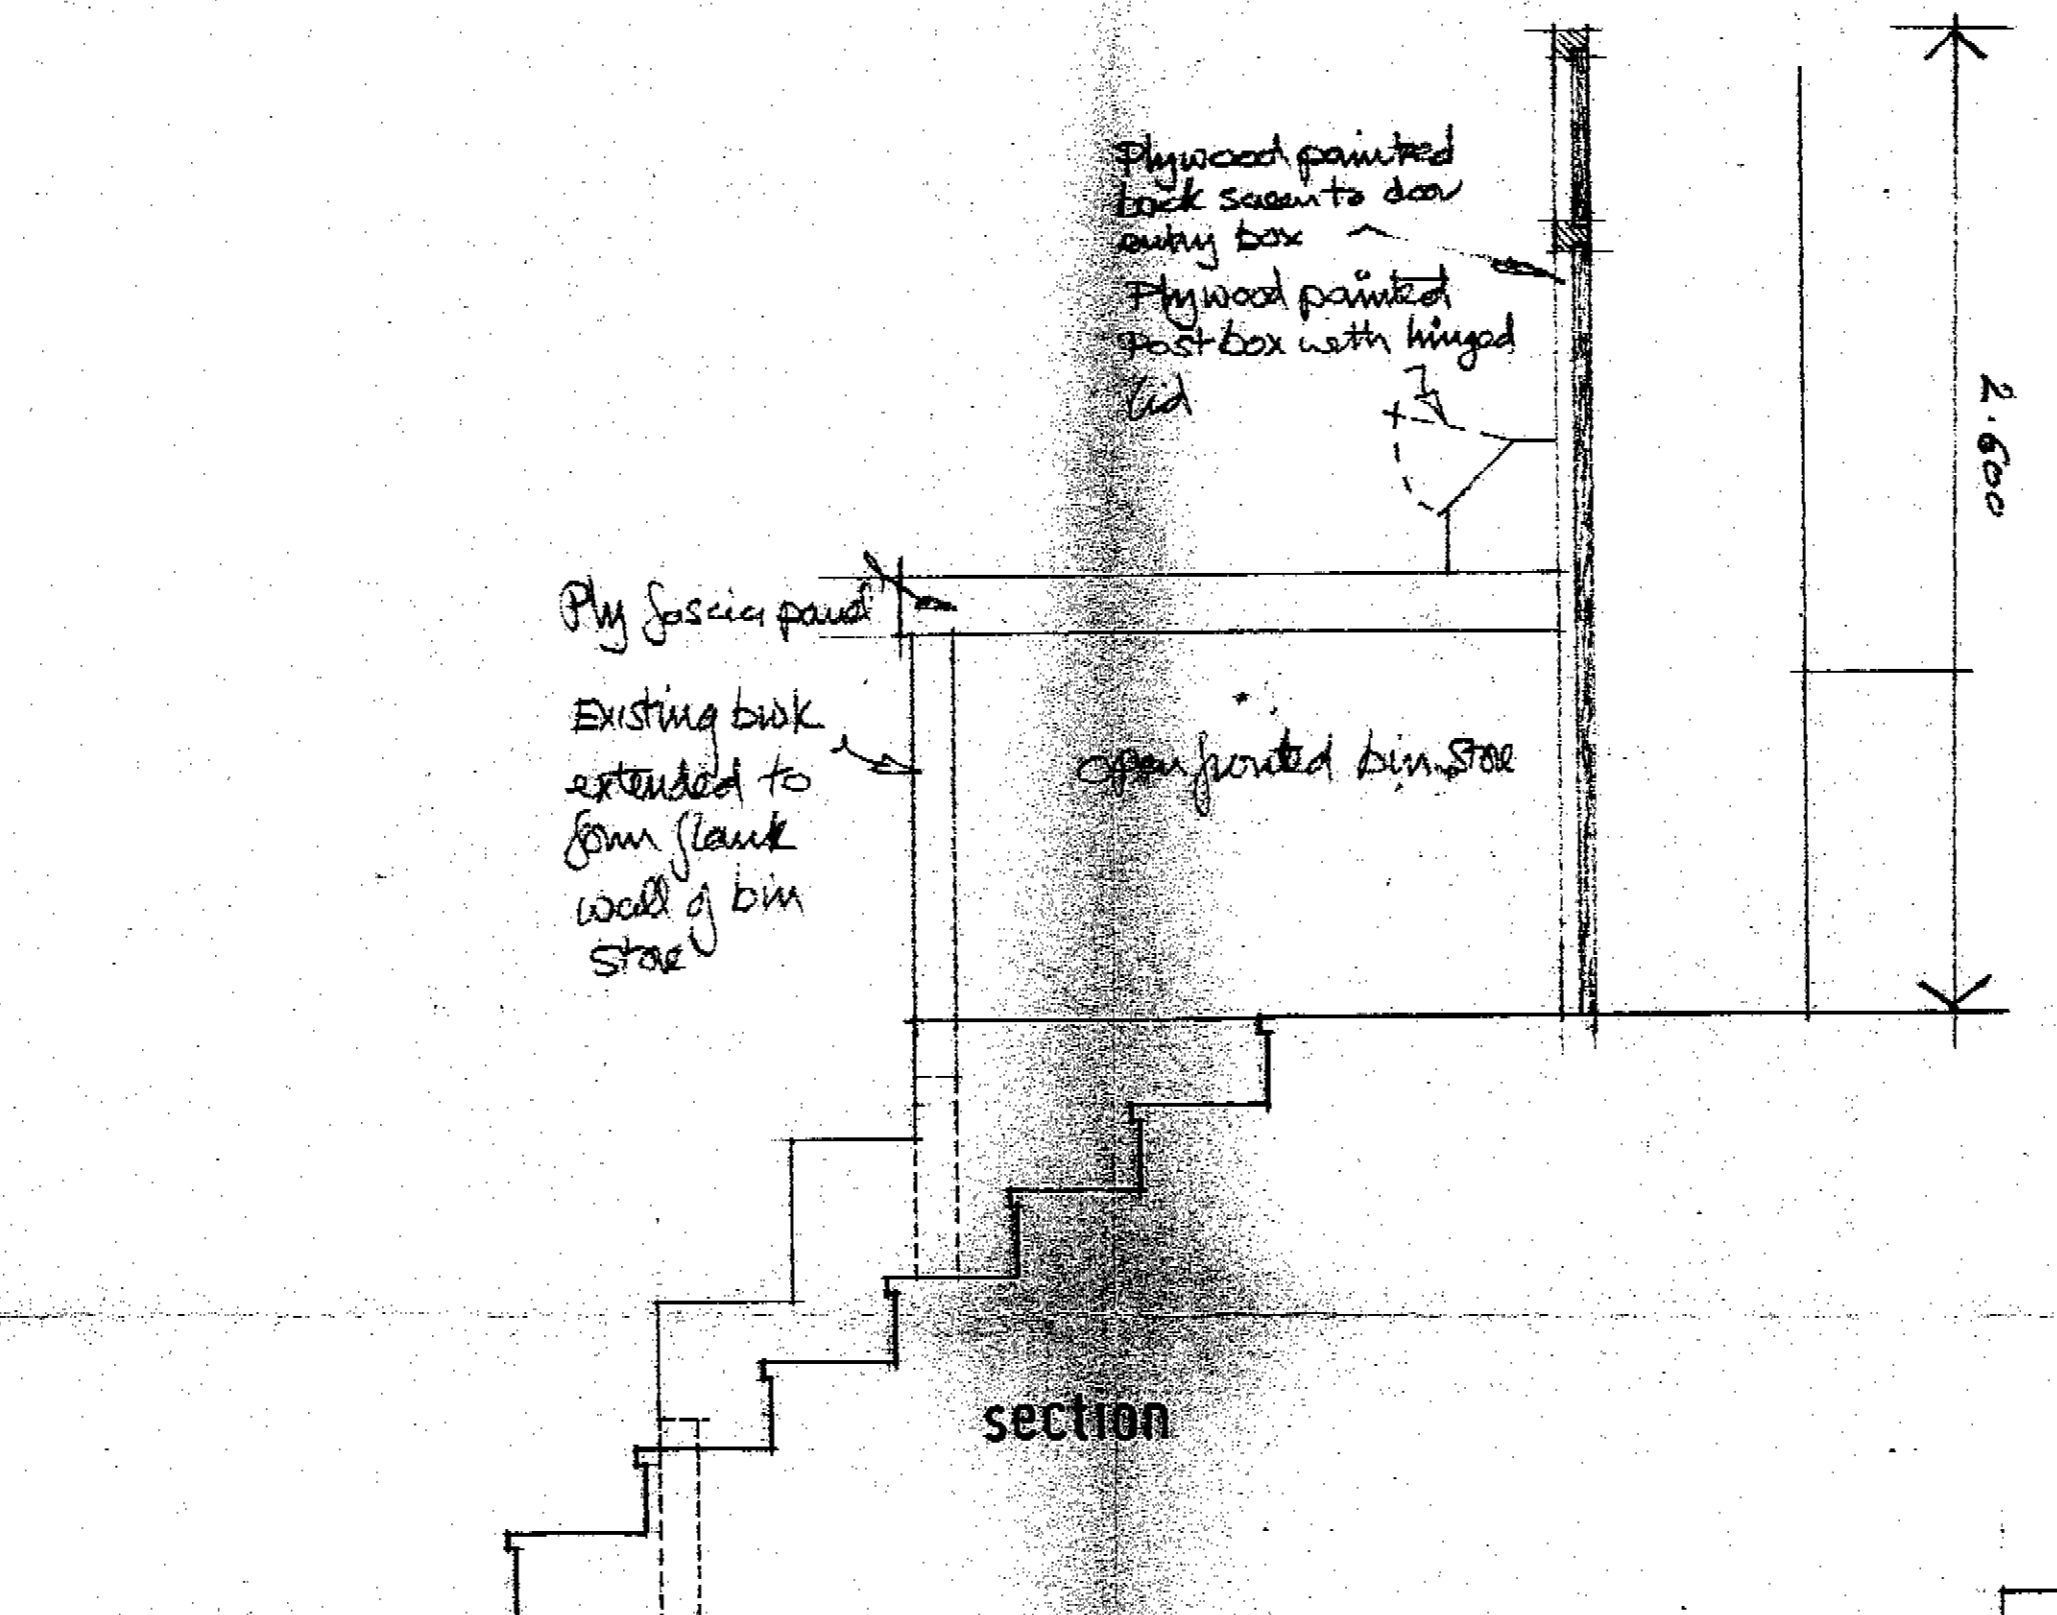 Plywood painted
back screen to door
entry box
Plywood painted
Post box with hinged
lid
2.600
Ply fascia panel
Existing brick
extended to
form flank
wall of bin
store
open fronted bin store
section